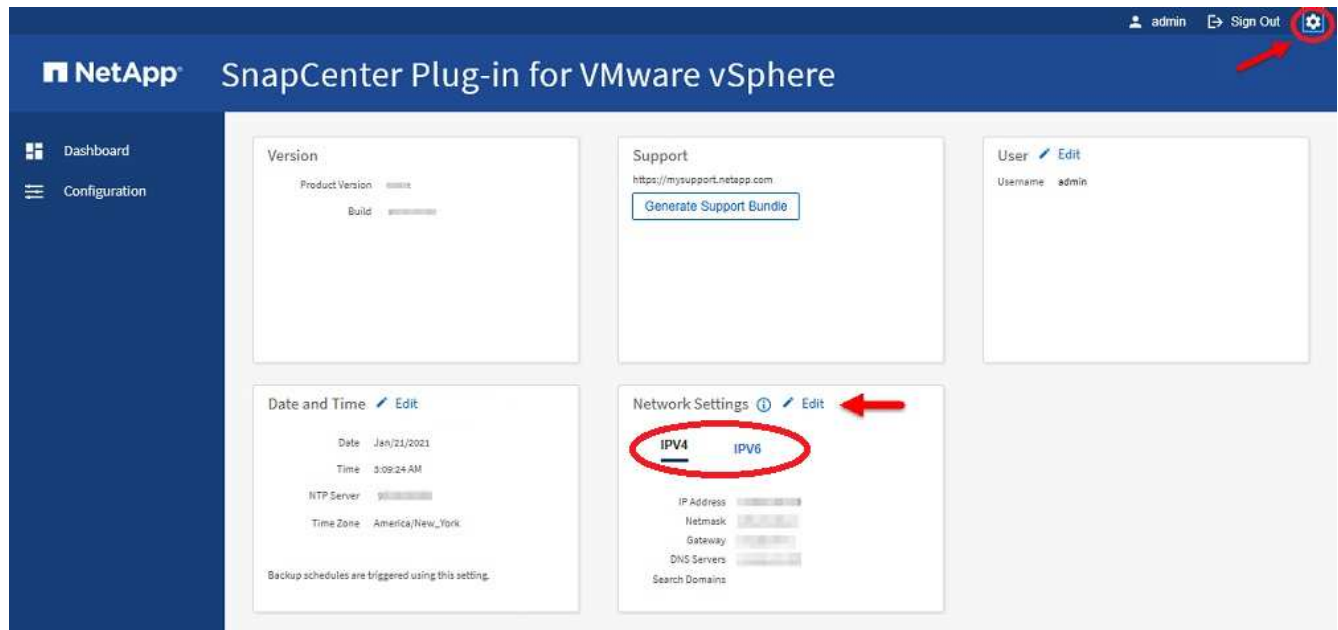 admin Sign Out
NetApp SnapCenter Plug-in for VMware vSphere
Dashboard
Configuration
Version
Product Version
Build
Support
https://mysupport.netapp.com
Generate Support Bundle
User Edit
Username admin
Date and Time Edit
Date Jan/21/2021
Time 3:09:24 AM
NTP Server
Time Zone America/New_York
Backup schedules are triggered using this setting.
Network Settings Edit
IPV4 IPV6
IP Address
Netmask
Gateway
DNS Servers
Search Domains